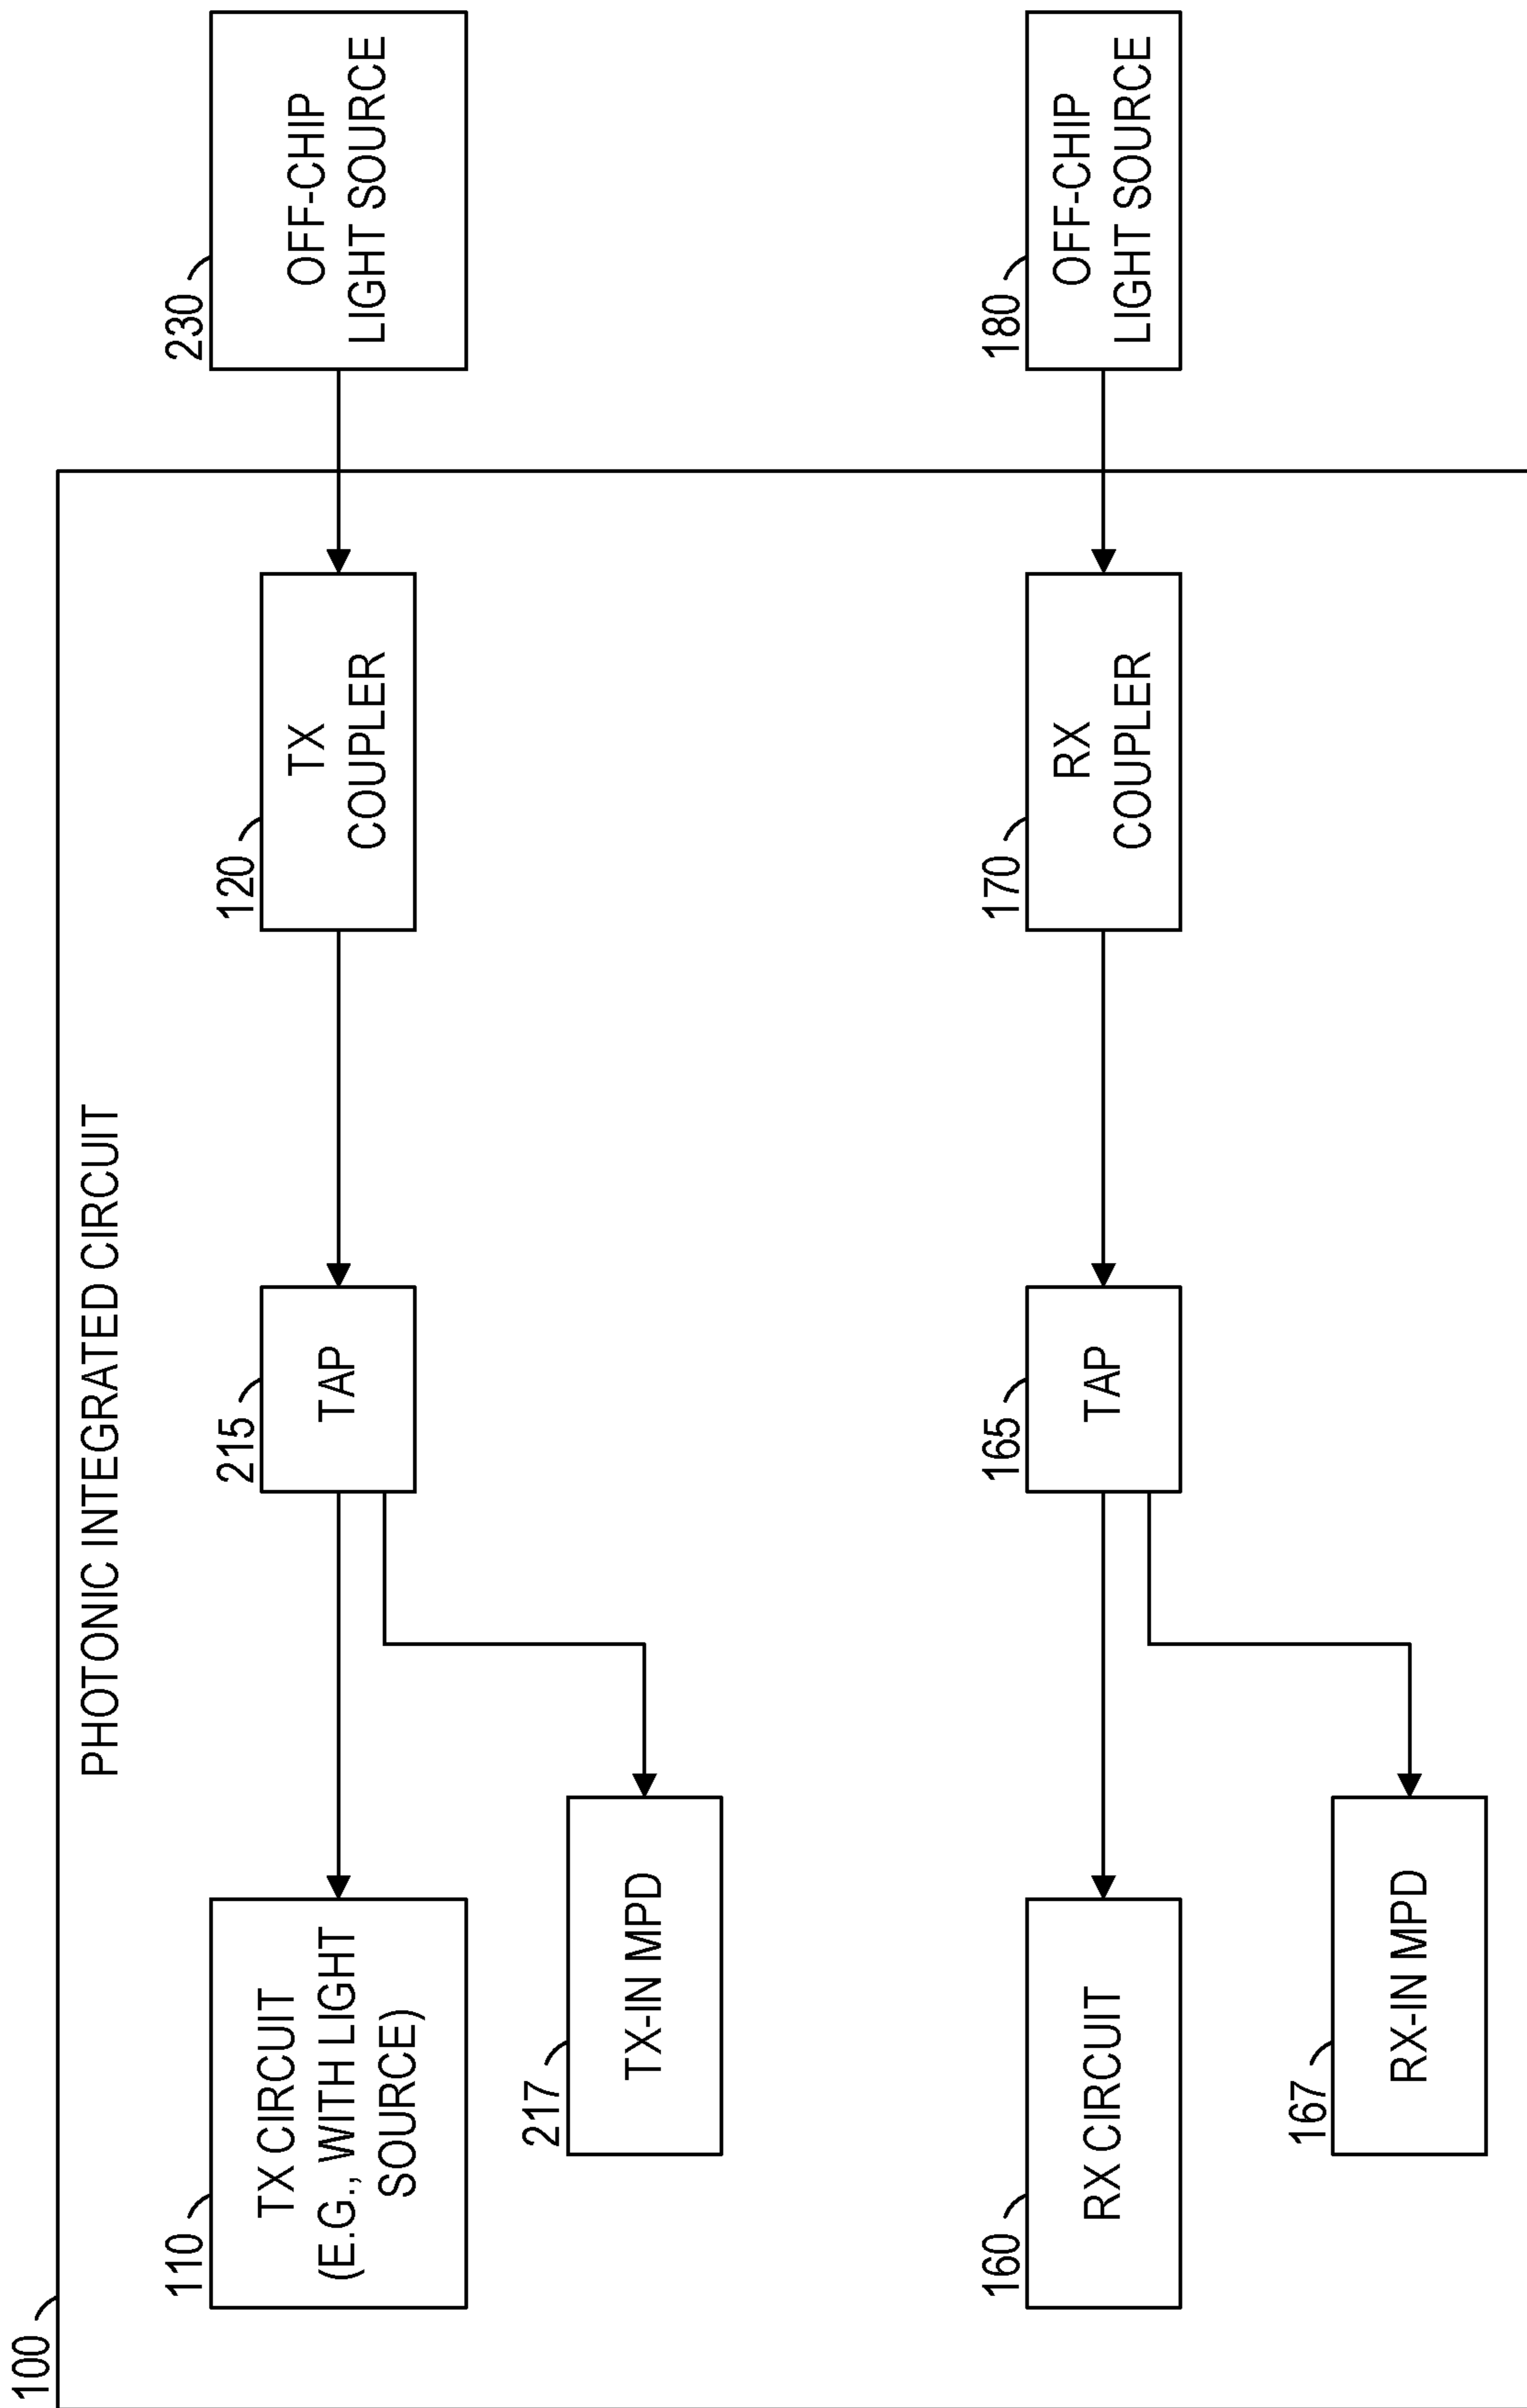 100
PHOTONIC INTEGRATED CIRCUIT
110
TX CIRCUIT
(E.G., WITH LIGHT
SOURCE)
215
TAP
120
TX
COUPLER
230
OFF-CHIP
LIGHT SOURCE
217
TX-IN MPD
160
RX CIRCUIT
165
TAP
170
RX
COUPLER
180
OFF-CHIP
LIGHT SOURCE
167
RX-IN MPD